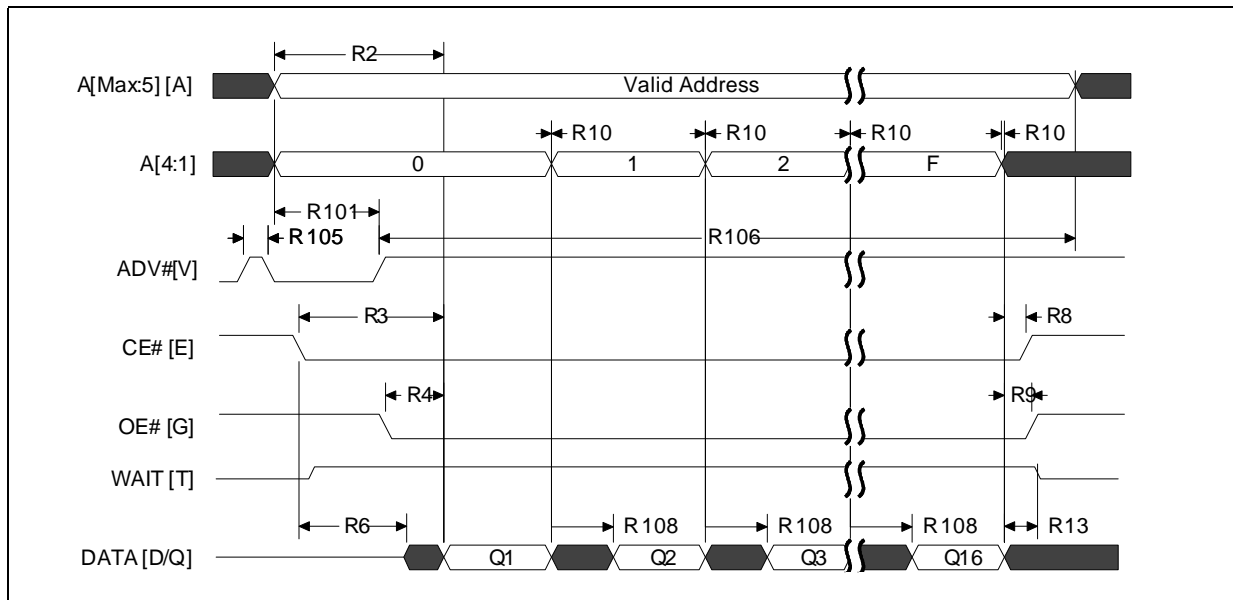 R2
A[Max:5] [A]
Valid Address
R10 R10 R10 R10
A[4:1]
0 1 2 F
R101
R105
R106
ADV#[V]
R3
R8
CE# [E]
R4
R9
OE# [G]
WAIT [T]
R6
R108 R108 R108 R13
DATA [D/Q]
Q1 Q2 Q3 Q16